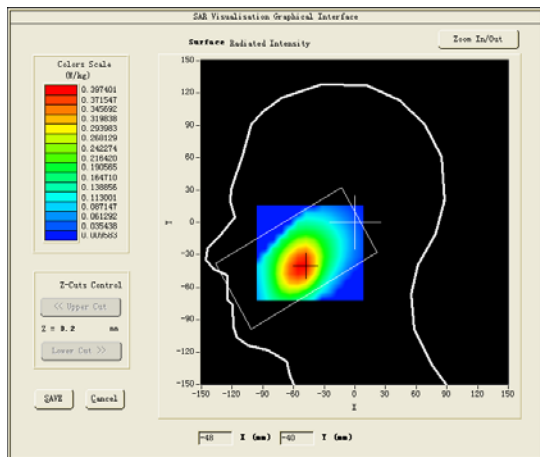 SAR Visualisation Graphical Interface
Surface Radiated Intensity
Zoom In/Out
Colors Scale
(W/kg)
0.397401
0.371547
0.345692
0.319838
0.293983
0.268129
0.242274
0.216420
0.190565
0.164710
0.138856
0.113001
0.087147
0.061292
0.035438
0.009583
150
120
90
60
30
0
-30
-60
-90
-120
-150
Y
-150 -120 -90 -60 -30 0 30 60 90 120 150
X
Z-Cuts Control
<< Upper Cut
Z = 3.2 mm
Lower Cut >>
SAVE Cancel
-48 X (mm) -40 Y (mm)